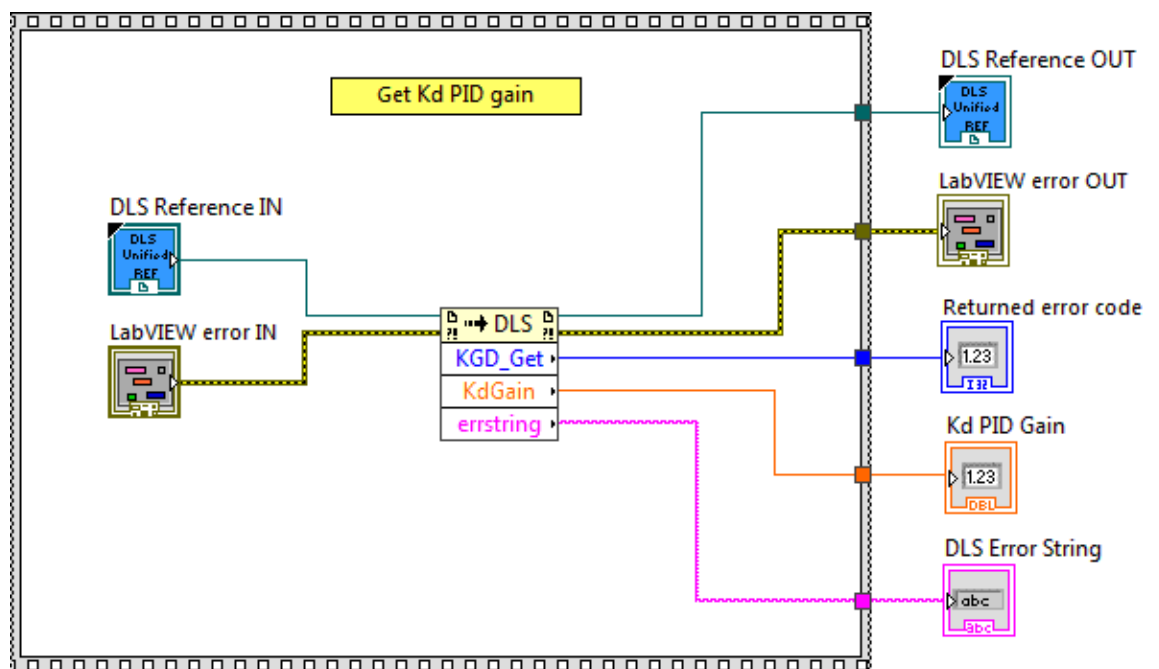 Get Kd PID gain
DLS Reference IN
DLS
Unified
REF
LabVIEW error IN
DLS
KGD_Get
KdGain
errstring
DLS Reference OUT
DLS
Unified
REF
LabVIEW error OUT
Returned error code
1.23
I32
Kd PID Gain
1.23
DBL
DLS Error String
abc
abc